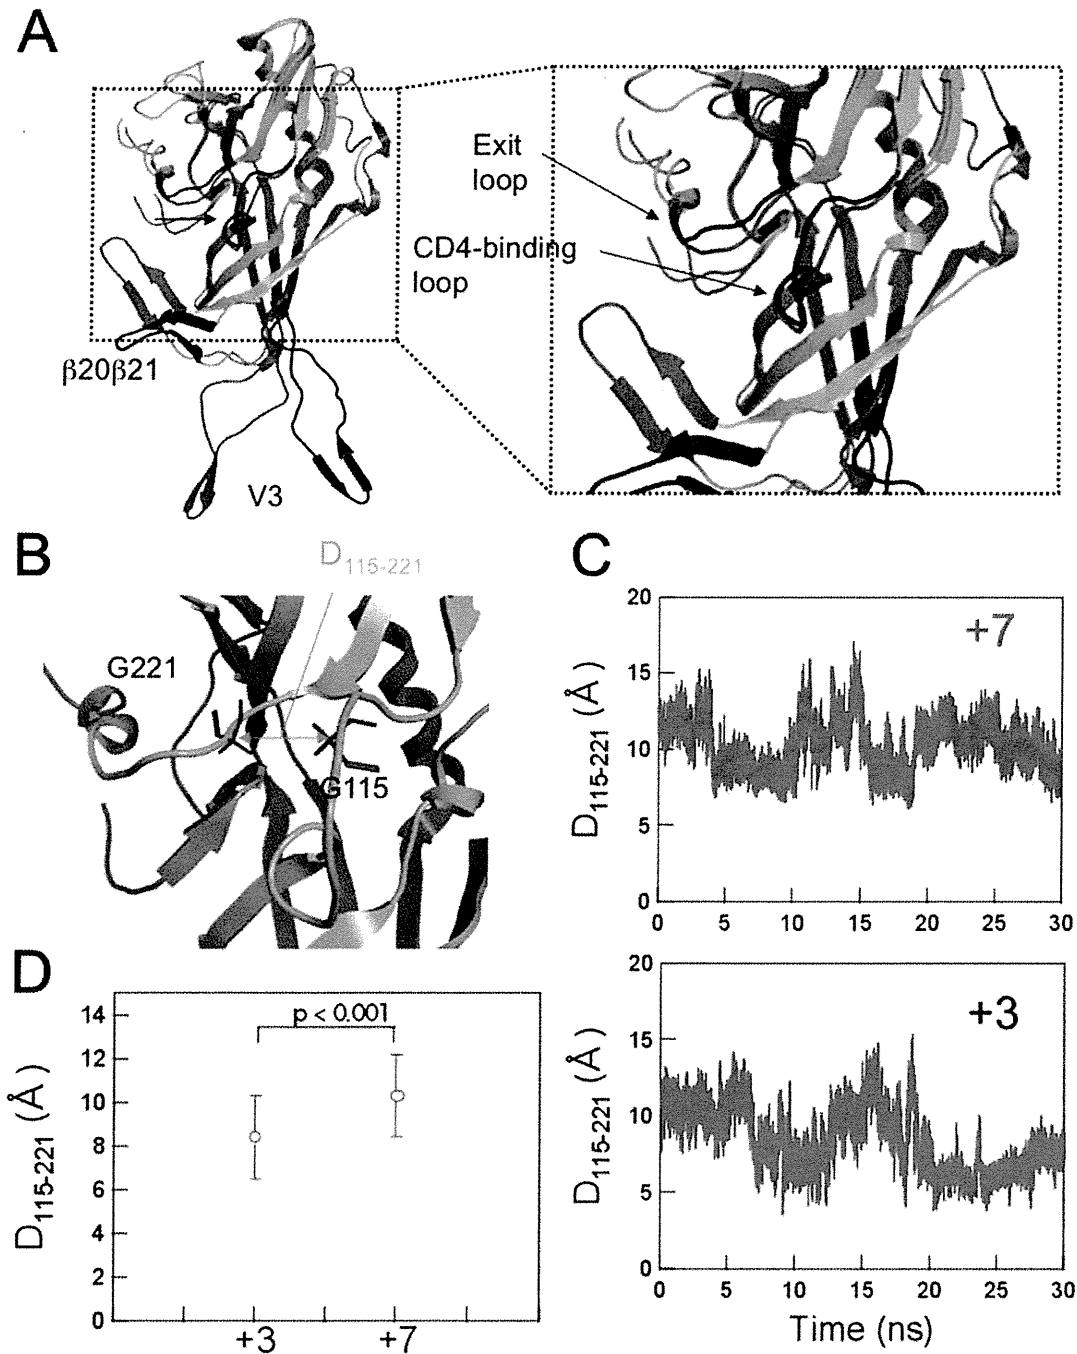 A
Exit
loop
CD4-binding
loop
β20β21
V3
B
D115-221
G221
G115
C
20
15
10
5
0
D115-221 (Å)
+7
0 5 10 15 20 25 30
D
14
12
10
8
6
4
2
0
D115-221 (Å)
p < 0.001
+3 +7
20
15
10
5
0
D115-221 (Å)
+3
0 5 10 15 20 25 30
Time (ns)